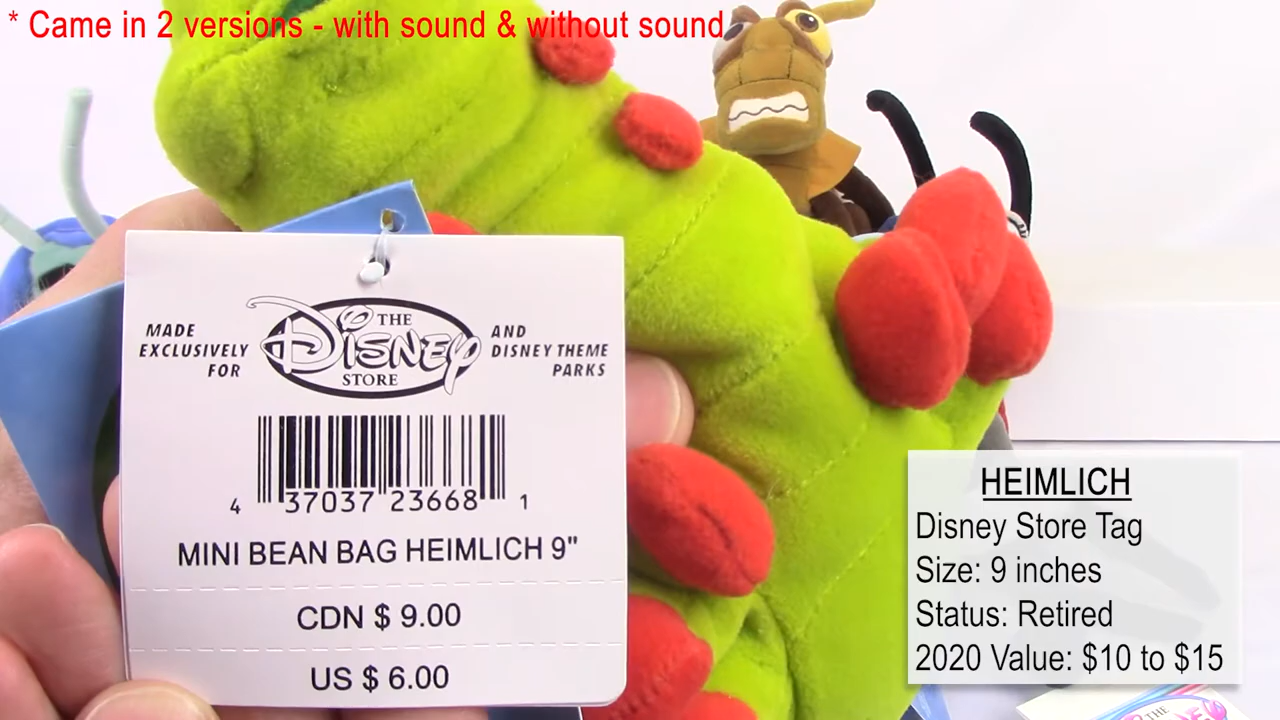 * Came in 2 versions - with sound & without sound
MADE
EXCLUSIVELY
FOR
THE
DISNEY
STORE
AND
DISNEY THEME
PARKS
4 37037 23668 1
MINI BEAN BAG HEIMLICH 9"
CDN $ 9.00
US $ 6.00
HEIMLICH
Disney Store Tag
Size: 9 inches
Status: Retired
2020 Value: $10 to $15
THE